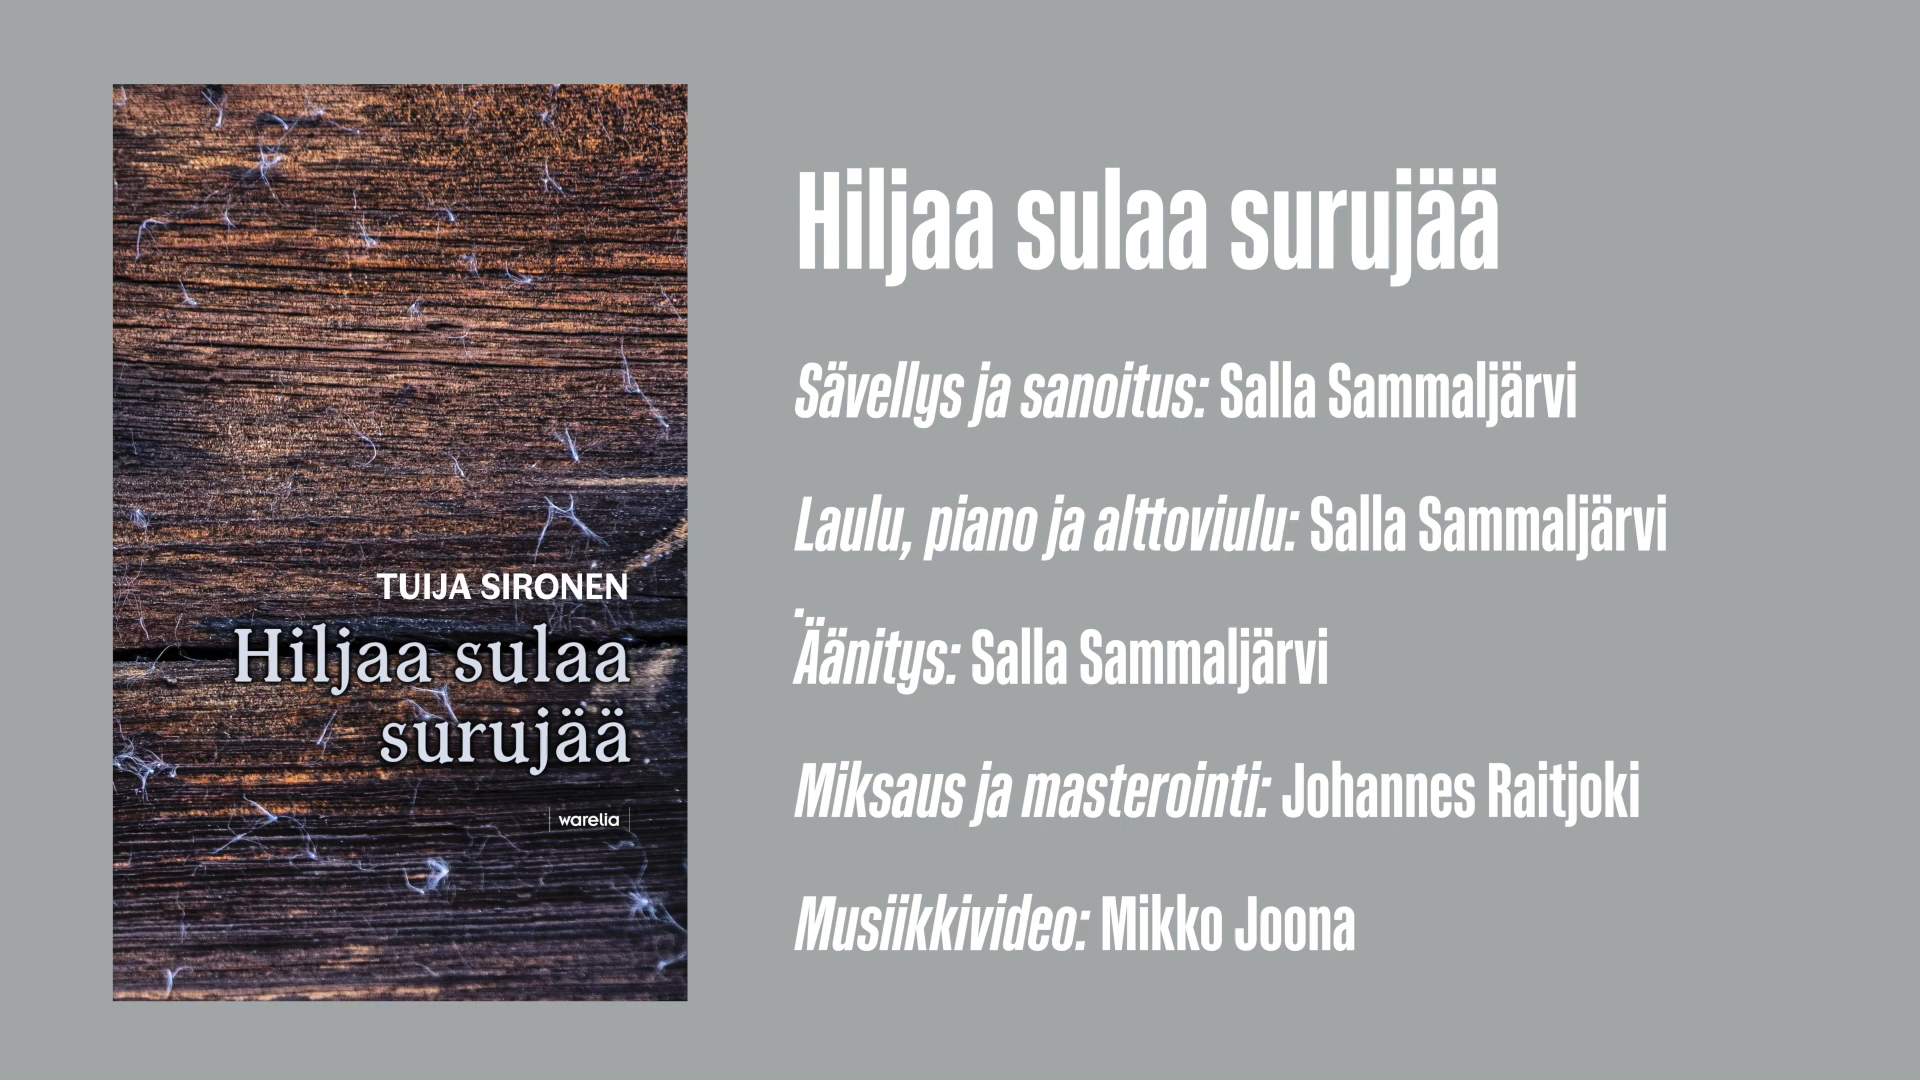 TUIJA SIRONEN
Hiljaa sulaa
surujää
warelia
Hiljaa sulaa surujää
Sävellys ja sanoitus: Salla Sammaljärvi
Laulu, piano ja alttoviulu: Salla Sammaljärvi
Äänitys: Salla Sammaljärvi
Miksaus ja masterointi: Johannes Raitjoki
Musiikkivideo: Mikko Joona